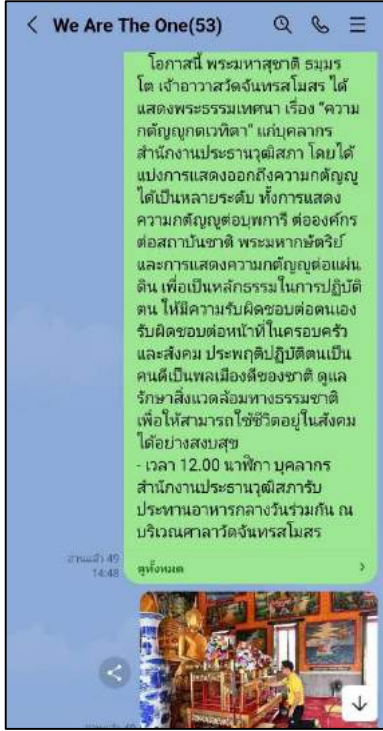 We Are The One(53)
โอกาสนี้ พระมหาสุชาติ ธมฺมร
โต เจ้าอาวาสวัดจันทรสโมสร ได้
แสดงพระธรรมเทศนา เรื่อง "ความ
กตัญญูกตเวทิตา" แก่บุคลากร
สำนักงานประธานวุฒิสภา โดยได้
แบ่งการแสดงออกถึงความกตัญญู
ได้เป็นหลายระดับ ทั้งการแสดง
ความกตัญญูต่อบุพการี ต่อองค์กร
ต่อสถาบันชาติ พระมหากษัตริย์
และการแสดงความกตัญญูต่อแผ่น
ดิน เพื่อเป็นหลักธรรมในการปฏิบัติ
ตน ให้มีความรับผิดชอบต่อตนเอง
รับผิดชอบต่อหน้าที่ในครอบครัว
และสังคม ประพฤติปฏิบัติตนเป็น
คนดีเป็นพลเมืองดีของชาติ ดูแล
รักษาสิ่งแวดล้อมทางธรรมชาติ
เพื่อให้สามารถใช้ชีวิตอยู่ในสังคม
ได้อย่างสงบสุข
- เวลา 12.00 นาฬิกา บุคลากร
สำนักงานประธานวุฒิสภารับ
ประทานอาหารกลางวันร่วมกัน ณ
บริเวณศาลาวัดจันทรสโมสร
อ่านแล้ว 49
14:48
ดูทั้งหมด